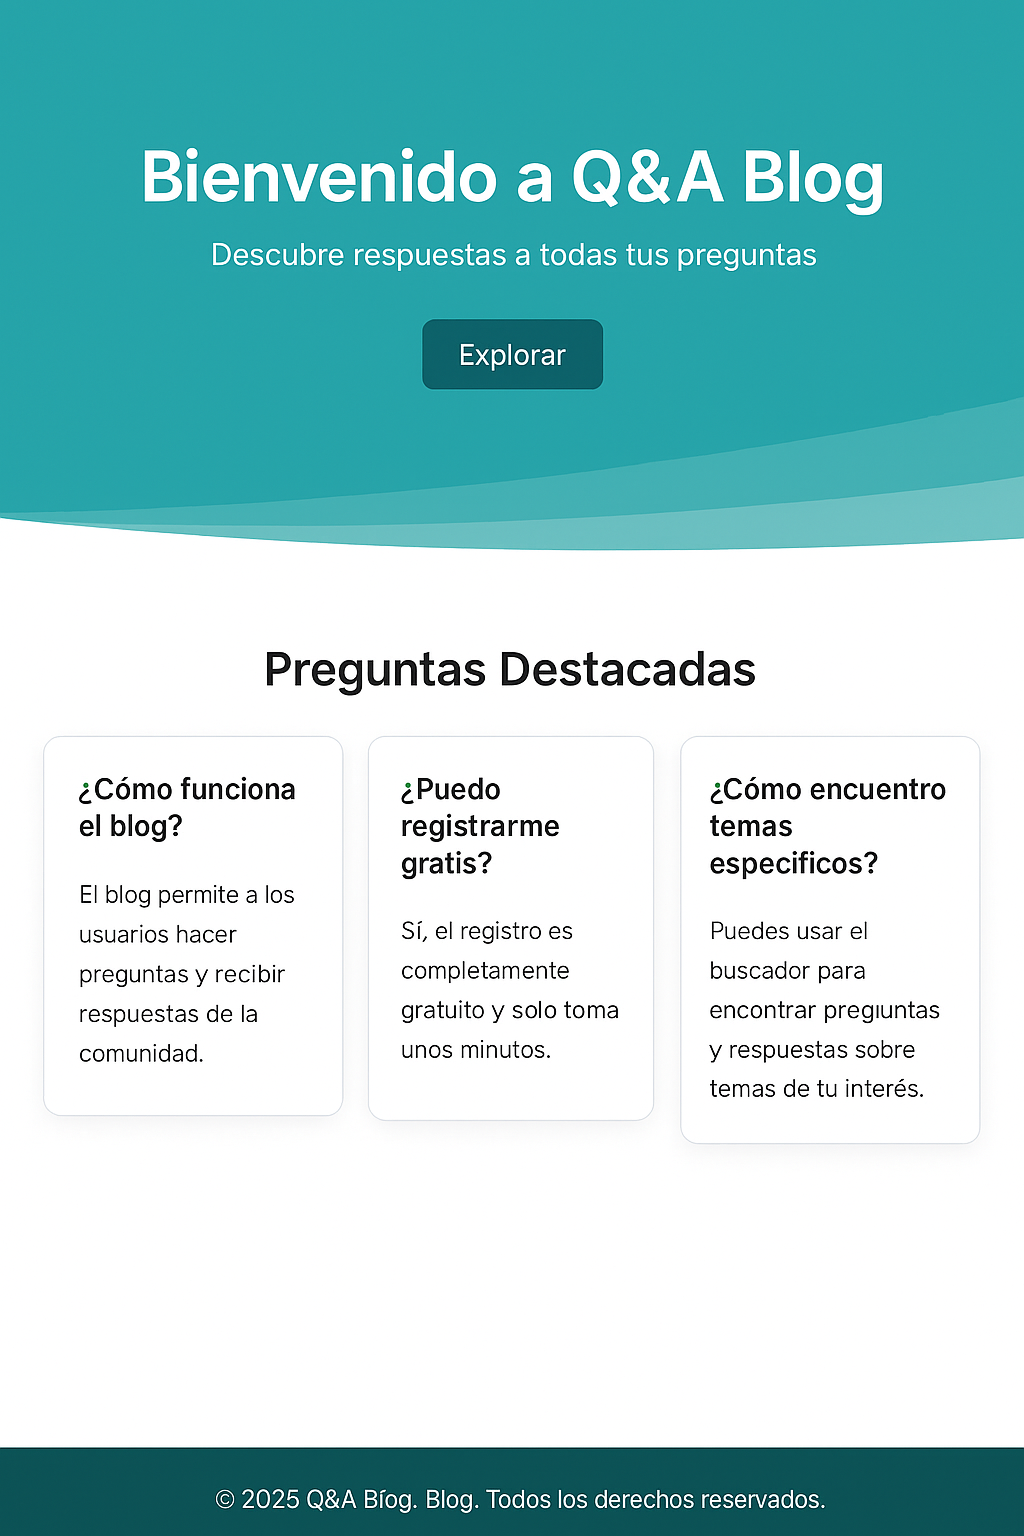 Bienvenido a Q&A Blog
Descubre respuestas a todas tus preguntas
Explorar
Preguntas Destacadas
¿Cómo funciona
el blog?
El blog permite a los
usuarios hacer
preguntas y recibir
respuestas de la
comunidad.
¿Puedo
registrarme
gratis?
Sí, el registro es
completamente
gratuito y solo toma
unos minutos.
¿Cómo encuentro
temas
especificos?
Puedes usar el
buscador para
encontrar preguntas
y respuestas sobre
temas de tu interés.
© 2025 Q&A Bíog. Blog. Todos los derechos reservados.